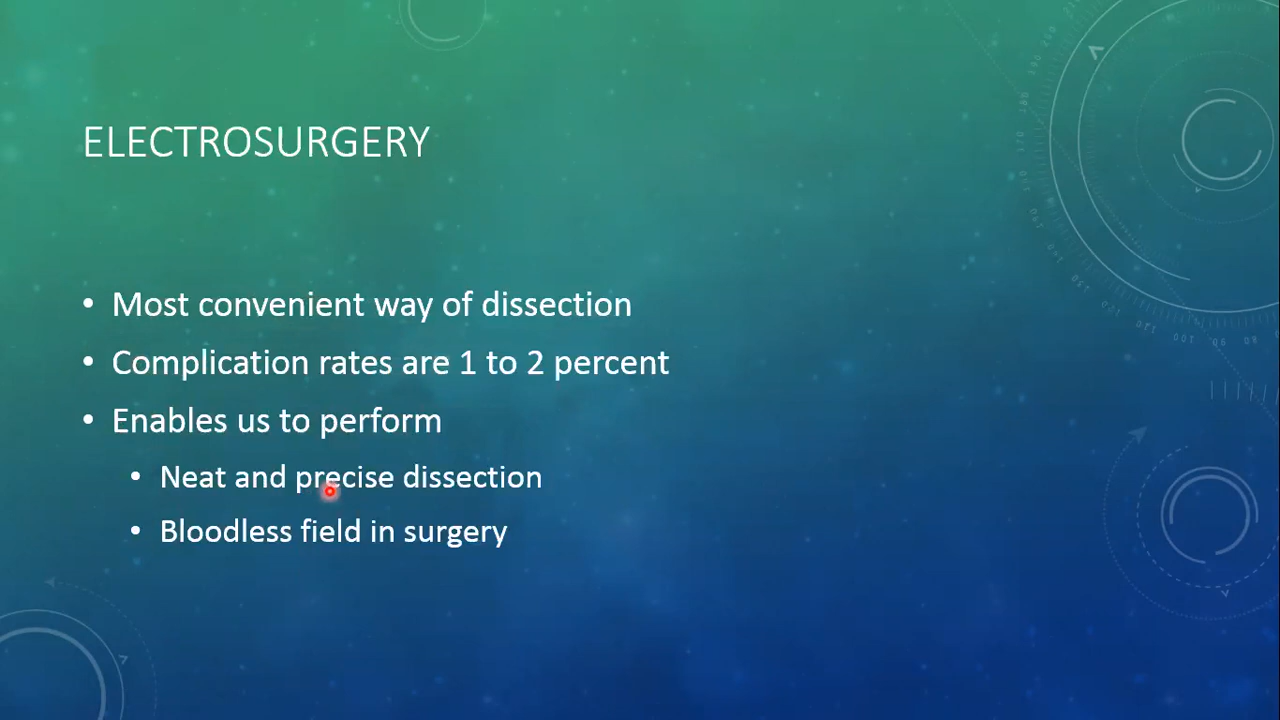 ELECTROSURGERY
• Most convenient way of dissection
• Complication rates are 1 to 2 percent
• Enables us to perform
• Neat and precise dissection
• Bloodless field in surgery